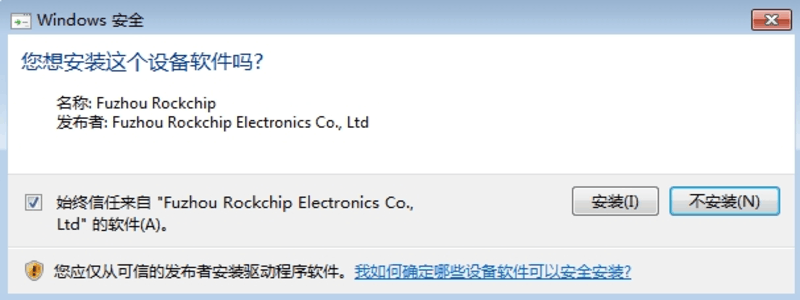 Windows 安全
您想安装这个设备软件吗?
名称: Fuzhou Rockchip
发布者: Fuzhou Rockchip Electronics Co., Ltd
始终信任来自 "Fuzhou Rockchip Electronics Co.,
Ltd" 的软件(A)。
安装(I)
不安装(N)
您应仅从可信的发布者安装驱动程序软件。我如何确定哪些设备软件可以安全安装?